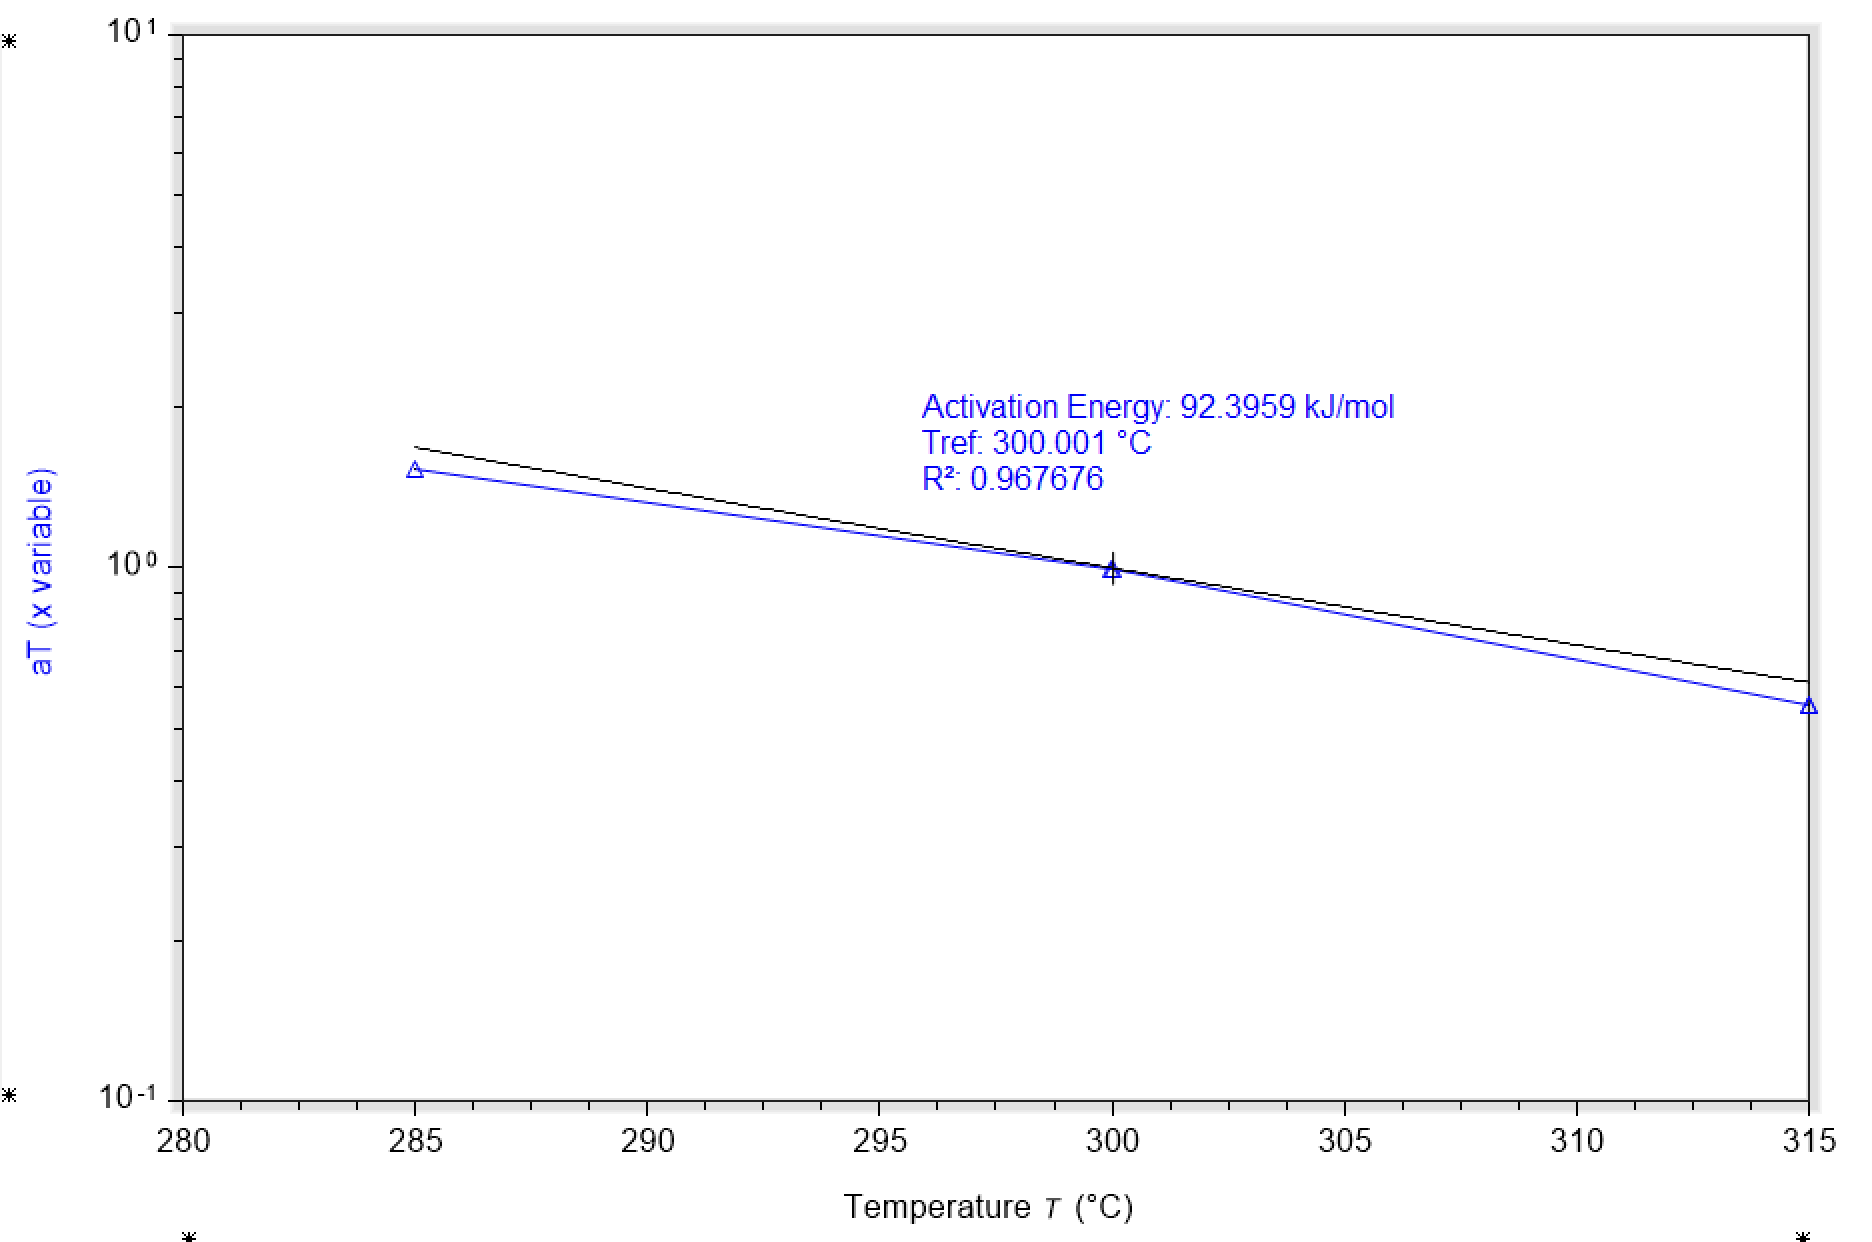 10¹
10⁰
10⁻¹
aT (x variable)
Activation Energy: 92.3959 kJ/mol
Tref: 300.001 °C
R²: 0.967676
280 285 290 295 300 305 310 315
Temperature T (°C)